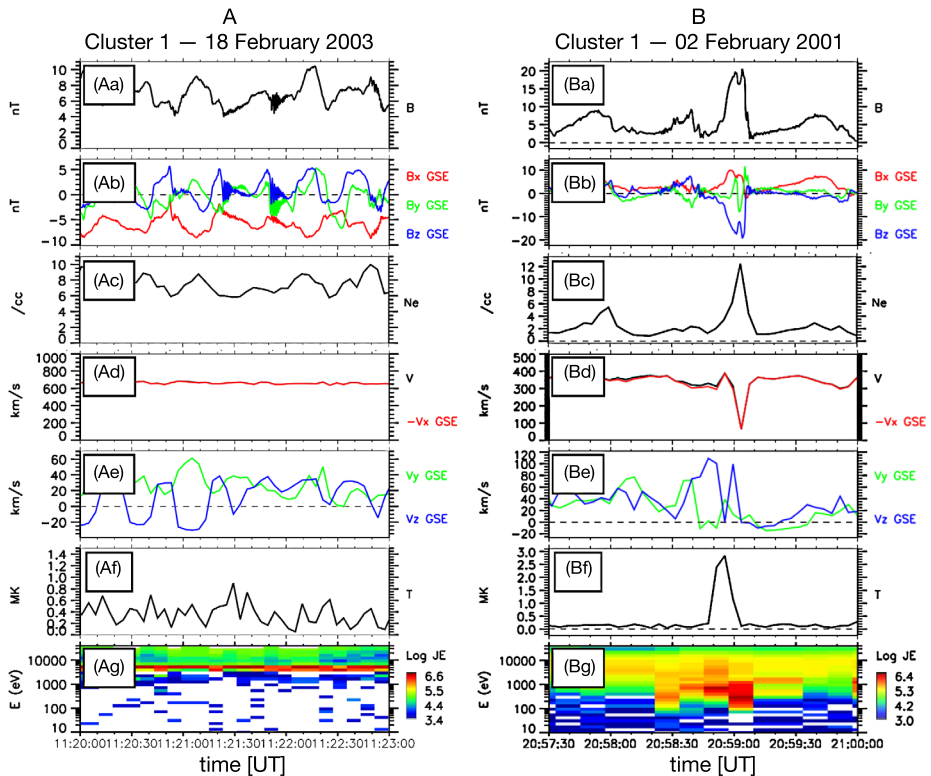 A
Cluster 1 — 18 February 2003
(Aa)
10
8
6
4
2
0
nT
B
(Ab)
5
0
−5
−10
nT
Bx GSE
By GSE
Bz GSE
(Ac)
10
8
6
4
2
0
/cc
Ne
(Ad)
1000
800
600
400
200
0
km/s
V
−Vx GSE
(Ae)
60
40
20
0
−20
km/s
Vy GSE
Vz GSE
(Af)
1.4
1.2
1.0
0.8
0.6
0.4
0.2
0.0
MK
T
(Ag)
10000
1000
100
10
E (eV)
Log JE
6.6
5.5
4.4
3.4
11:20:00 11:20:30 11:21:00 11:21:30 11:22:00 11:22:30 11:23:00
time [UT]
B
Cluster 1 — 02 February 2001
(Ba)
20
15
10
5
0
nT
B
(Bb)
10
0
−10
−20
nT
Bx GSE
By GSE
Bz GSE
(Bc)
12
10
8
6
4
2
0
/cc
Ne
(Bd)
500
400
300
200
100
0
km/s
V
−Vx GSE
(Be)
120
100
80
60
40
20
0
−20
km/s
Vy GSE
Vz GSE
(Bf)
3.0
2.5
2.0
1.5
1.0
0.5
0.0
MK
T
(Bg)
10000
1000
100
10
E (eV)
Log JE
6.4
5.2
4.1
3.0
20:57:30 20:58:00 20:58:30 20:59:00 20:59:30 21:00:00
time [UT]